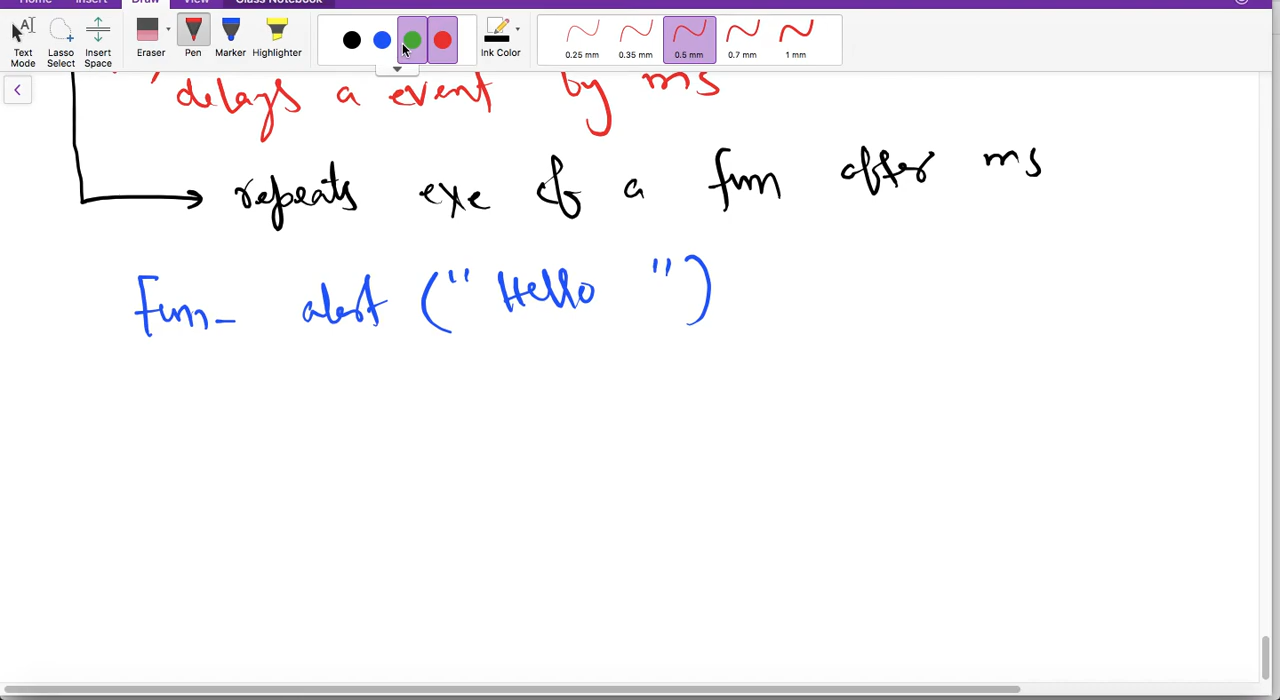 Home Insert Draw View Class Notebook
Text Mode Lasso Select Insert Space Eraser Pen Marker Highlighter Ink Color 0.25 mm 0.35 mm 0.5 mm 0.7 mm 1 mm
delays a event by ms
repeats exe of a fun after ms
Fun_ alert (" Hello ")